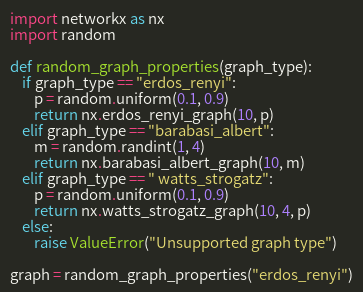 import networkx as nx
import random

def random_graph_properties(graph_type):
    if graph_type == "erdos_renyi":
        p = random.uniform(0.1, 0.9)
        return nx.erdos_renyi_graph(10, p)
    elif graph_type == "barabasi_albert":
        m = random.randint(1, 4)
        return nx.barabasi_albert_graph(10, m)
    elif graph_type == " watts_strogatz":
        p = random.uniform(0.1, 0.9)
        return nx.watts_strogatz_graph(10, 4, p)
    else:
        raise ValueError("Unsupported graph type")

graph = random_graph_properties("erdos_renyi")